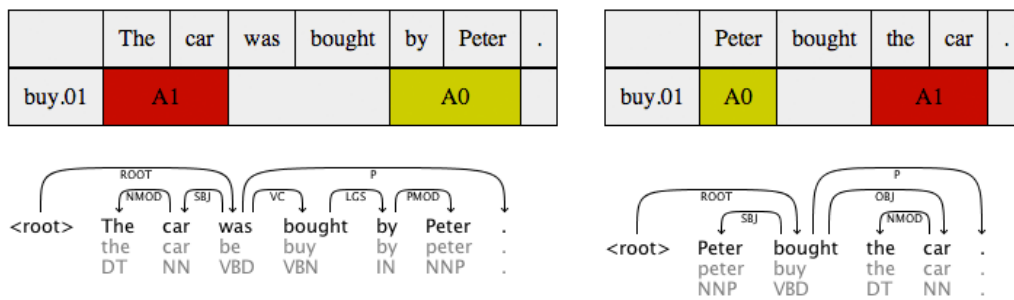 The car was bought by Peter .
buy.01 A1 A0
ROOT P
NMOD SBJ VC LGS PMOD
<root> The car was bought by Peter .
the car be buy by peter .
DT NN VBD VBN IN NNP .
Peter bought the car .
buy.01 A0 A1
P
ROOT OBJ
SBJ NMOD
<root> Peter bought the car .
peter buy the car .
NNP VBD DT NN .